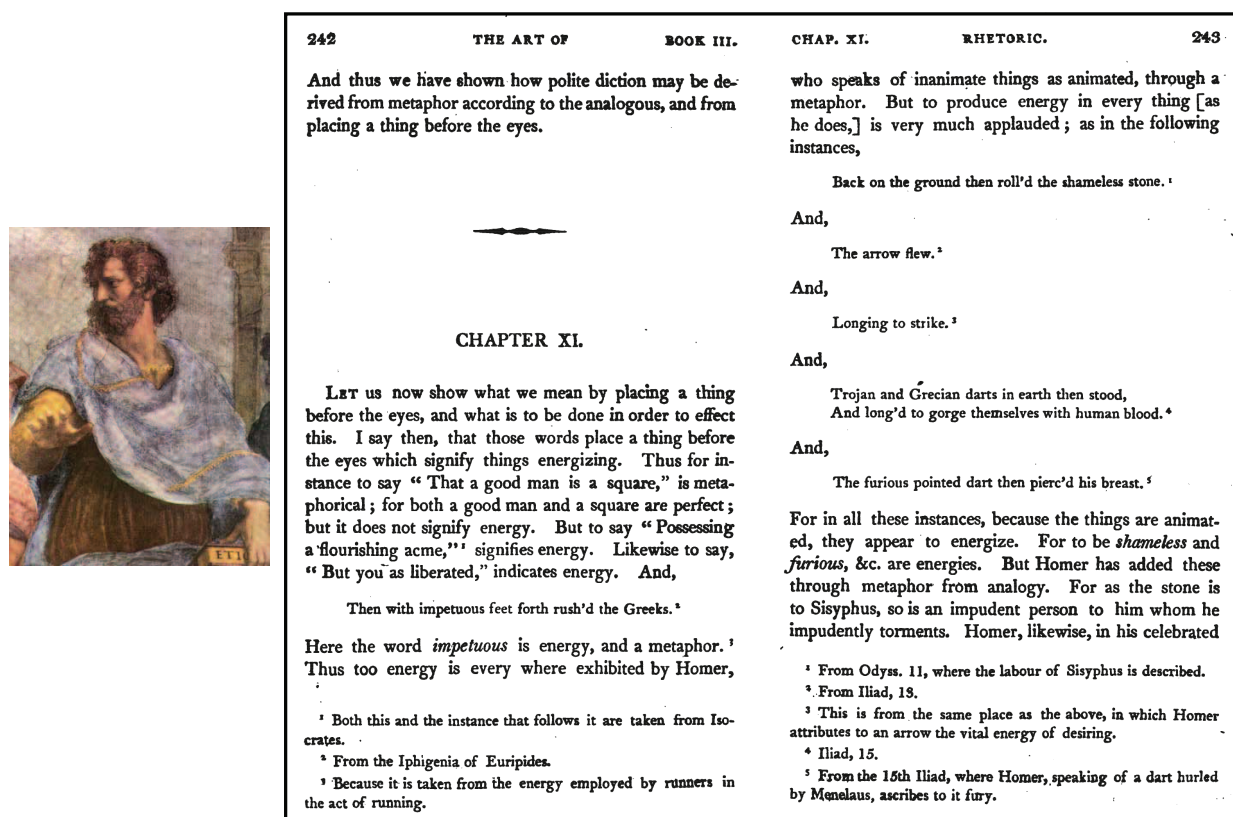 242 THE ART OF BOOK III.
And thus we have shown how polite diction may be de-
rived from metaphor according to the analogous, and from
placing a thing before the eyes.
CHAPTER XI.
LET us now show what we mean by placing a thing
before the eyes, and what is to be done in order to effect
this. I say then, that those words place a thing before
the eyes which signify things energizing. Thus for in-
stance to say “ That a good man is a square,” is meta-
phorical ; for both a good man and a square are perfect ;
but it does not signify energy. But to say “ Possessing
a flourishing acme,”¹ signifies energy. Likewise to say,
“ But you as liberated,” indicates energy. And,
Then with impetuous feet forth rush’d the Greeks.²
Here the word impetuous is energy, and a metaphor.³
Thus too energy is every where exhibited by Homer,
¹ Both this and the instance that follows it are taken from Iso-
crates.
² From the Iphigenia of Euripides.
³ Because it is taken from the energy employed by runners in
the act of running.
CHAP. XI. RHETORIC. 243
who speaks of inanimate things as animated, through a
metaphor. But to produce energy in every thing [as
he does,] is very much applauded ; as in the following
instances,
Back on the ground then roll’d the shameless stone.¹
And,
The arrow flew.²
And,
Longing to strike.³
And,
Trojan and Grecian darts in earth then stood,
And long’d to gorge themselves with human blood.⁴
And,
The furious pointed dart then pierc’d his breast.⁵
For in all these instances, because the things are animat-
ed, they appear to energize. For to be shameless and
furious, &c. are energies. But Homer has added these
through metaphor from analogy. For as the stone is
to Sisyphus, so is an impudent person to him whom he
impudently torments. Homer, likewise, in his celebrated
¹ From Odyss. 11, where the labour of Sisyphus is described.
² From Iliad, 13.
³ This is from the same place as the above, in which Homer
attributes to an arrow the vital energy of desiring.
⁴ Iliad, 15.
⁵ From the 15th Iliad, where Homer, speaking of a dart hurled
by Menelaus, ascribes to it fury.
ETI